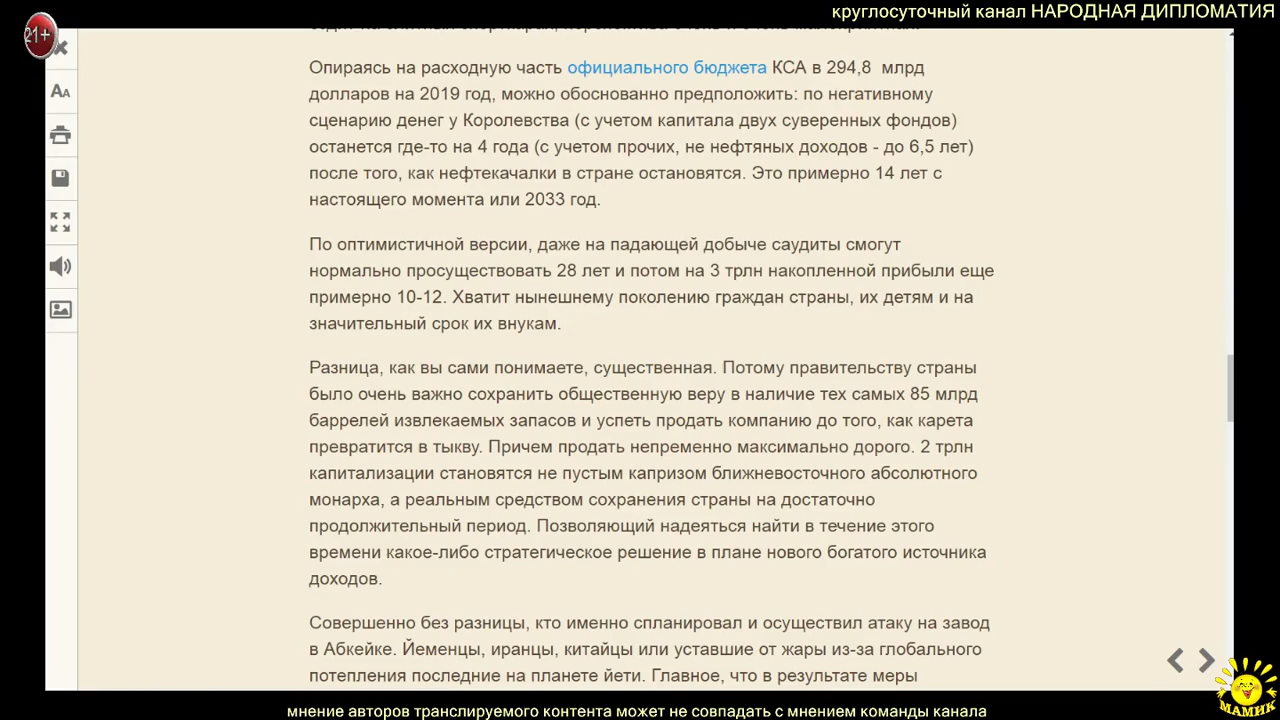 круглосуточный канал НАРОДНАЯ ДИПЛОМАТИЯ
21+
AA
Опираясь на расходную часть официального бюджета КСА в 294,8 млрд
долларов на 2019 год, можно обоснованно предположить: по негативному
сценарию денег у Королевства (с учетом капитала двух суверенных фондов)
останется где-то на 4 года (с учетом прочих, не нефтяных доходов - до 6,5 лет)
после того, как нефтекачалки в стране остановятся. Это примерно 14 лет с
настоящего момента или 2033 год.
По оптимистичной версии, даже на падающей добыче саудиты смогут
нормально просуществовать 28 лет и потом на 3 трлн накопленной прибыли еще
примерно 10-12. Хватит нынешнему поколению граждан страны, их детям и на
значительный срок их внукам.
Разница, как вы сами понимаете, существенная. Потому правительству страны
было очень важно сохранить общественную веру в наличие тех самых 85 млрд
баррелей извлекаемых запасов и успеть продать компанию до того, как карета
превратится в тыкву. Причем продать непременно максимально дорого. 2 трлн
капитализации становятся не пустым капризом ближневосточного абсолютного
монарха, а реальным средством сохранения страны на достаточно
продолжительный период. Позволяющий надеяться найти в течение этого
времени какое-либо стратегическое решение в плане нового богатого источника
доходов.
Совершенно без разницы, кто именно спланировал и осуществил атаку на завод
в Абкейке. Йеменцы, иранцы, китайцы или уставшие от жары из-за глобального
потепления последние на планете йети. Главное, что в результате меры
МАМИК
мнение авторов транслируемого контента может не совпадать с мнением команды канала